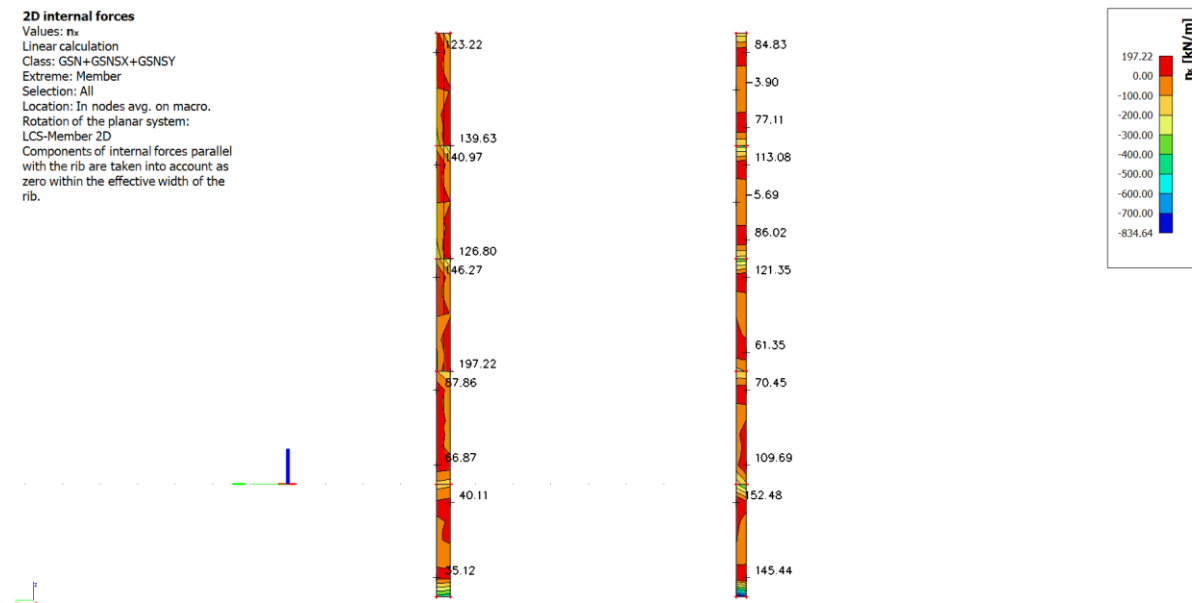 2D internal forces
Values: nx
Linear calculation
Class: GSN+GSNSX+GSNSY
Extreme: Member
Selection: All
Location: In nodes avg. on macro.
Rotation of the planar system:
LCS-Member 2D
Components of internal forces parallel
with the rib are taken into account as
zero within the effective width of the
rib.
123.22
139.63
140.97
126.80
146.27
197.22
87.86
66.87
40.11
35.12
84.83
-3.90
77.11
113.08
-5.69
86.02
121.35
61.35
70.45
109.69
152.48
145.44
nx [kN/m]
197.22
0.00
-100.00
-200.00
-300.00
-400.00
-500.00
-600.00
-700.00
-834.64